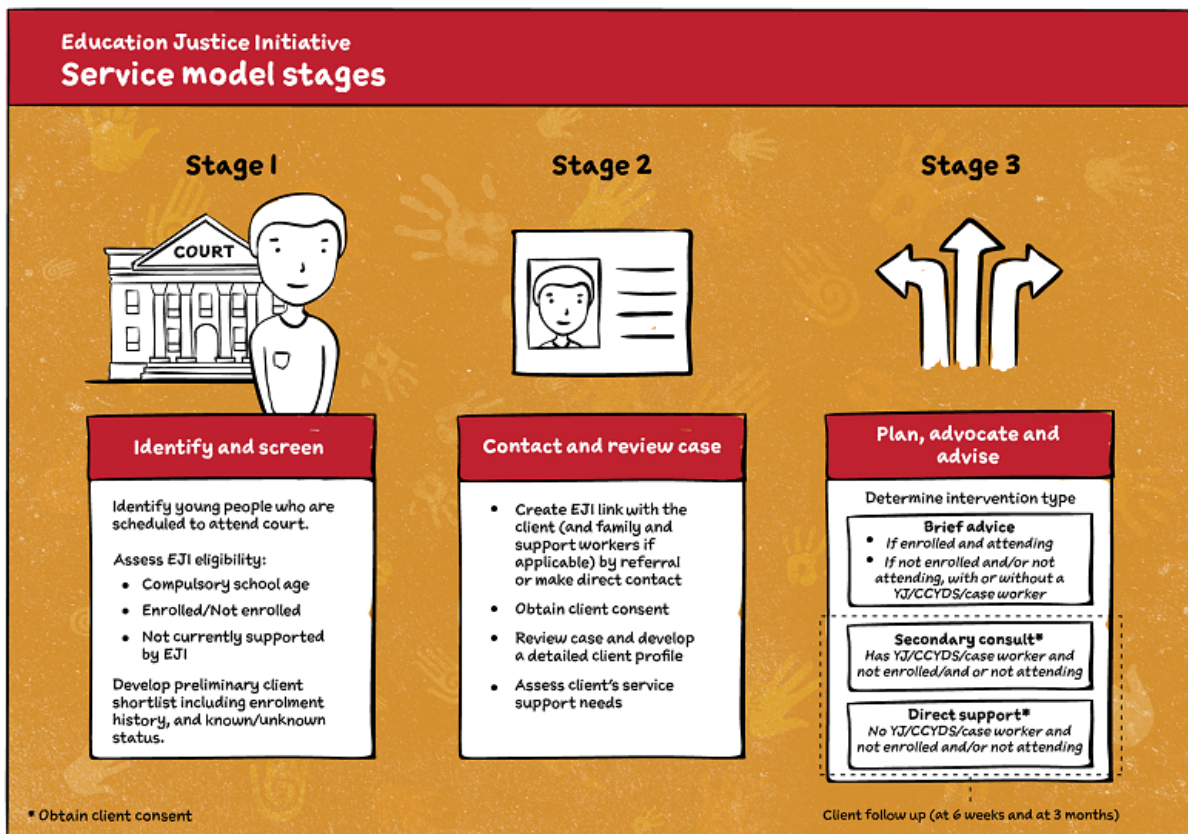 Education Justice Initiative
Service model stages
Stage 1
COURT
Identify and screen
Identify young people who are
scheduled to attend court.
Assess EJI eligibility:
• Compulsory school age
• Enrolled/Not enrolled
• Not currently supported
by EJI
Develop preliminary client
shortlist including enrolment
history, and known/unknown
status.
Stage 2
Contact and review case
• Create EJI link with the
client (and family and
support workers if
applicable) by referral
or make direct contact
• Obtain client consent
• Review case and develop
a detailed client profile
• Assess client's service
support needs
Stage 3
Plan, advocate and
advise
Determine intervention type
Brief advice
• If enrolled and attending
• If not enrolled and/or not
attending, with or without a
YJ/CCYDS/case worker
Secondary consult*
Has YJ/CCYDS/case worker and
not enrolled/and or not attending
Direct support*
No YJ/CCYDS/case worker and
not enrolled and/or not attending
* Obtain client consent
Client follow up (at 6 weeks and at 3 months)